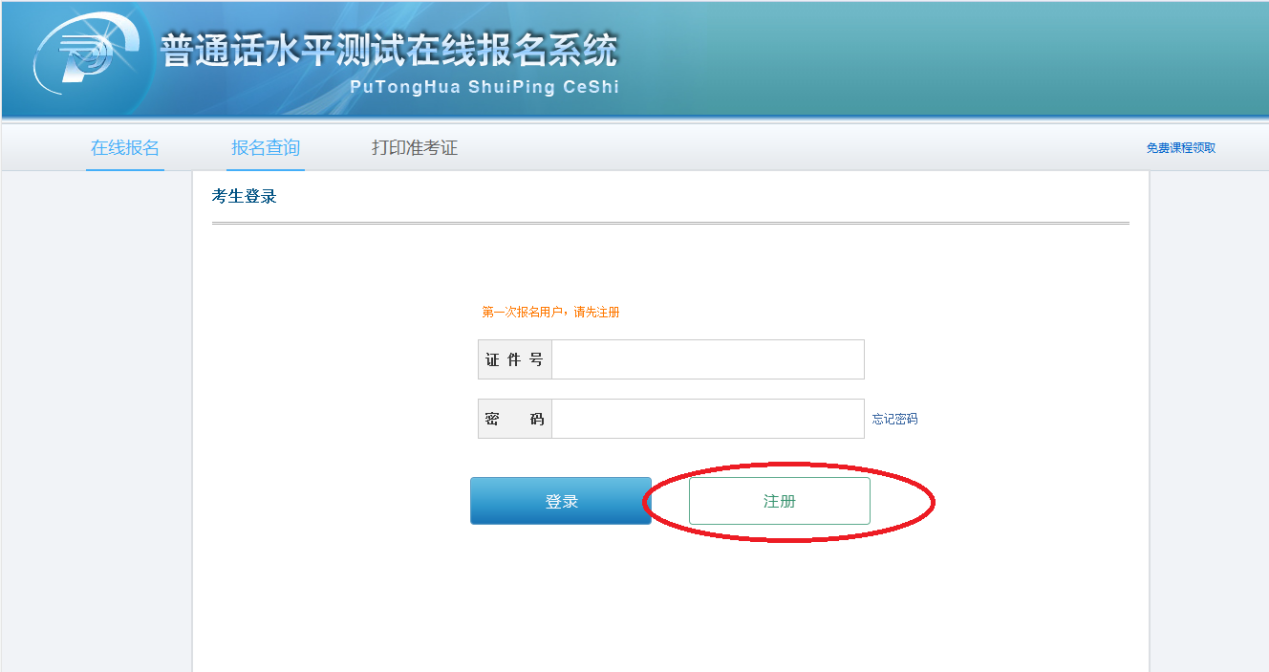 普通话水平测试在线报名系统
PuTongHua ShuiPing CeShi
在线报名 报名查询 打印准考证 免费课程领取
考生登录
第一次报名用户，请先注册
证 件 号
密 码 忘记密码
登录 注册